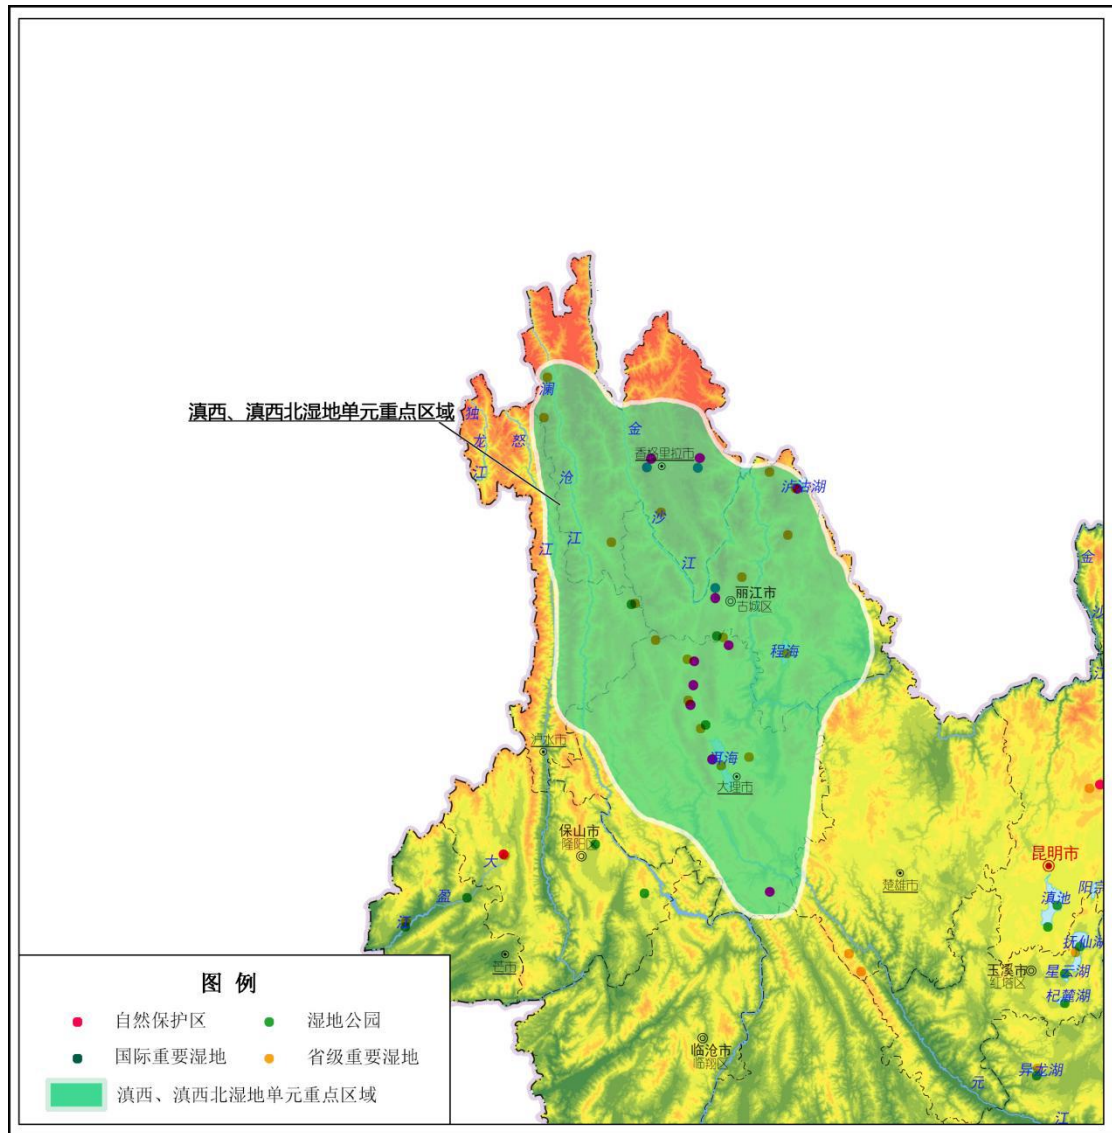 滇西、滇西北湿地单元重点区域
独
龙
江
怒
江
澜
沧
江
金
沙
江
香格里拉市
泸沽湖
丽江市
古城区
程海
洱海
大理市
泸水市
保山市
隆阳区
大
盈
江
芒市
金
沙
江
昆明市
楚雄市
滇池
阳宗
抚仙湖
玉溪市
红塔区
星云湖
杞麓湖
临沧市
临翔区
异龙湖
元
江
图 例
自然保护区
湿地公园
国际重要湿地
省级重要湿地
滇西、滇西北湿地单元重点区域